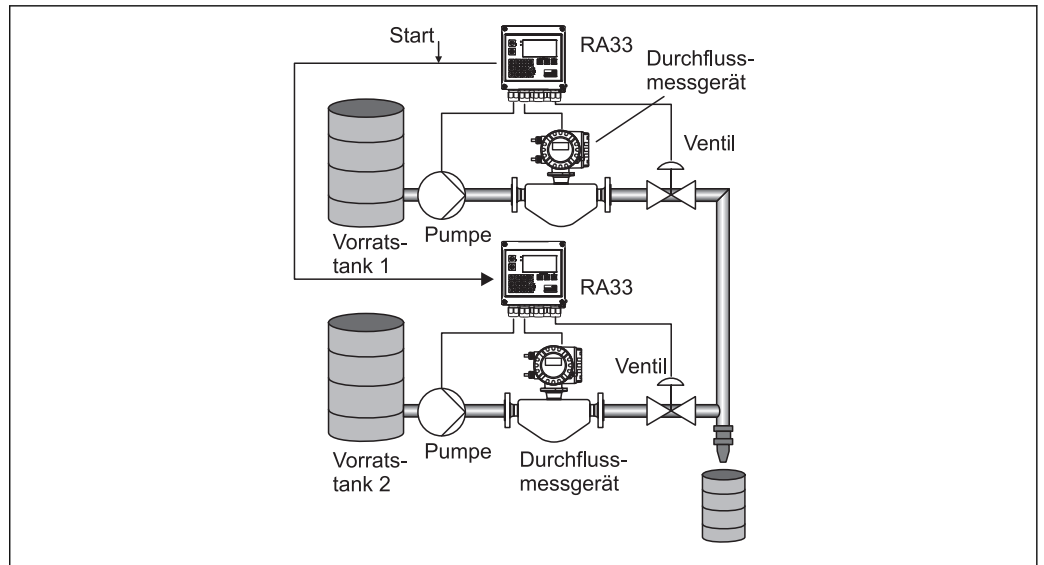 Start
RA33
Durchfluss-
messgerät
Ventil
Vorrats-
tank 1
Pumpe
RA33
Ventil
Vorrats-
tank 2
Pumpe
Durchfluss-
messgerät